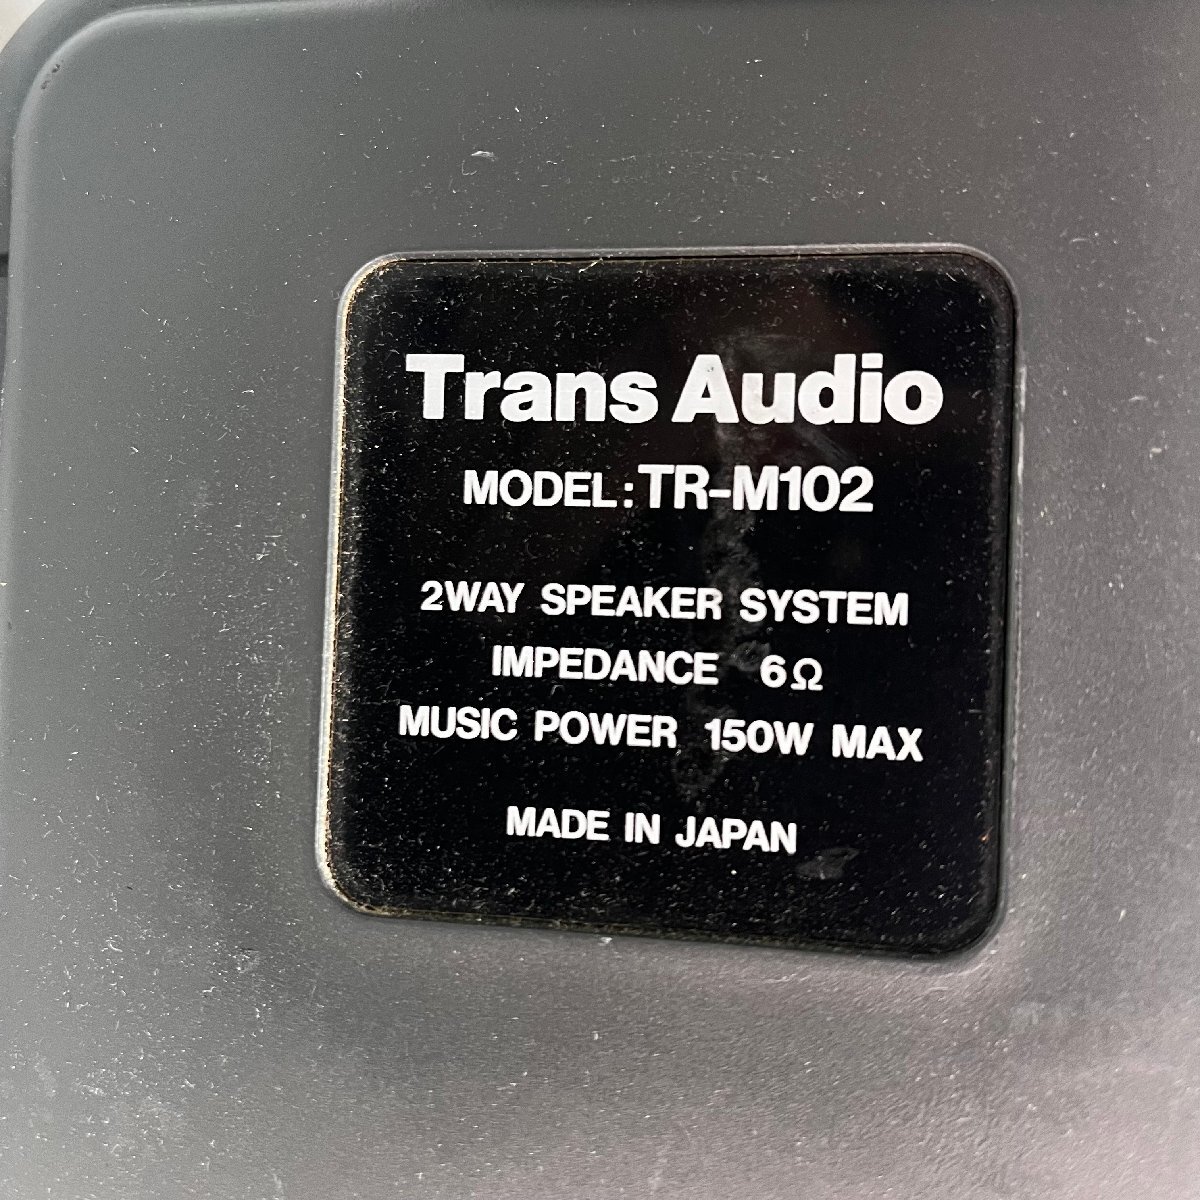 Trans Audio
MODEL:TR-M102
2WAY SPEAKER SYSTEM
IMPEDANCE 6Ω
MUSIC POWER 150W MAX
MADE IN JAPAN